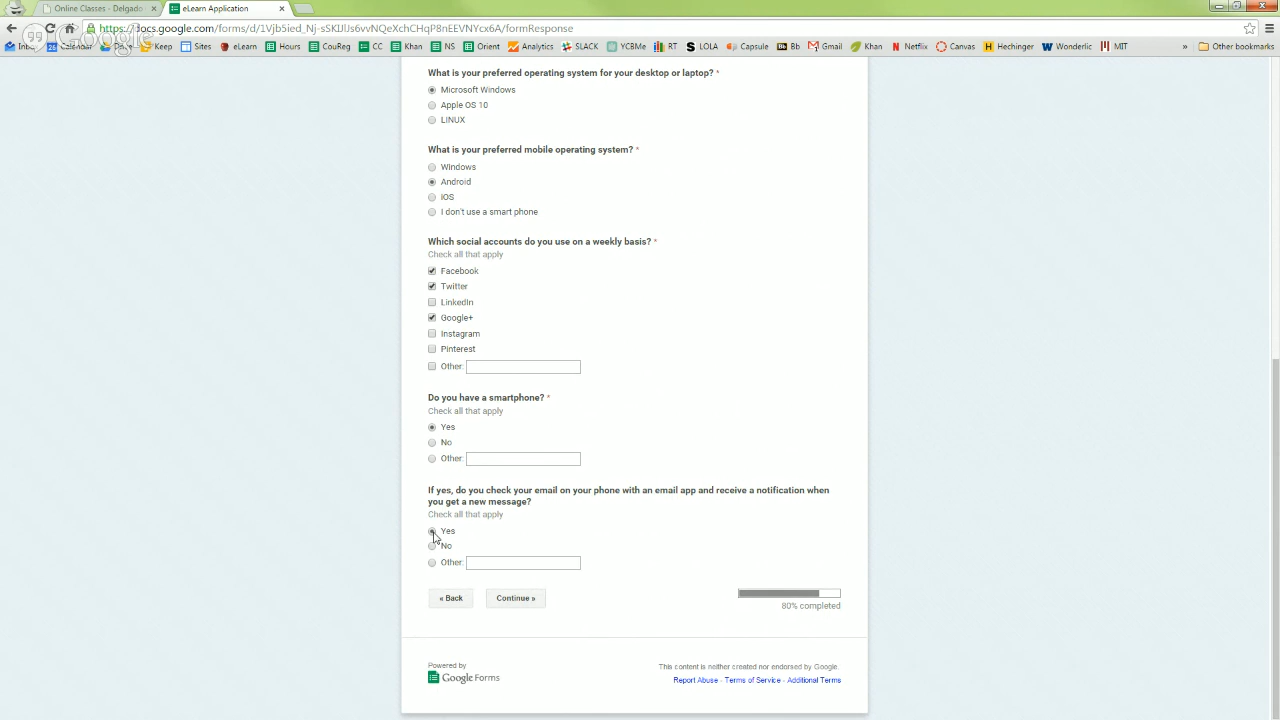 Online Classes - Delgado
eLearn Application
https://docs.google.com/forms/d/1Vjb5ied_Nj-sSKIJlJs6vvNQeXchCHqP8nEEVNYcx6A/formResponse
Google
Keep Sites eLearn Hours CouReg CC Khan NS Orient Analytics SLACK YCBMe RT LOLA Capsule Bb Gmail Khan Netflix Canvas Hechinger Wonderlic MIT » Other bookmarks
What is your preferred operating system for your desktop or laptop? *
Microsoft Windows
Apple OS 10
LINUX
What is your preferred mobile operating system? *
Windows
Android
IOS
I don't use a smart phone
Which social accounts do you use on a weekly basis? *
Check all that apply
Facebook
Twitter
LinkedIn
Google+
Instagram
Pinterest
Other:
Do you have a smartphone? *
Check all that apply
Yes
No
Other:
If yes, do you check your email on your phone with an email app and receive a notification when
you get a new message?
Check all that apply
Yes
No
Other:
« Back Continue »
80% completed
Powered by
Google Forms
This content is neither created nor endorsed by Google.
Report Abuse - Terms of Service - Additional Terms